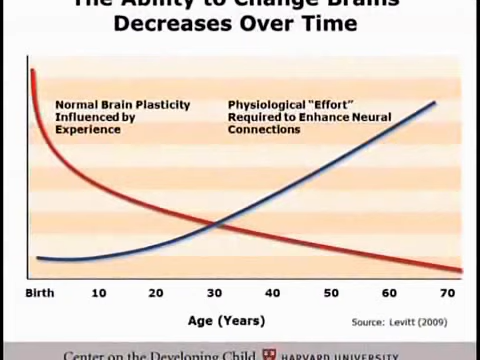 The Ability to Change Brains
Decreases Over Time
Normal Brain Plasticity
Influenced by
Experience
Physiological “Effort”
Required to Enhance Neural
Connections
Birth 10 20 30 40 50 60 70
Age (Years)
Source: Levitt (2009)
Center on the Developing Child HARVARD UNIVERSITY